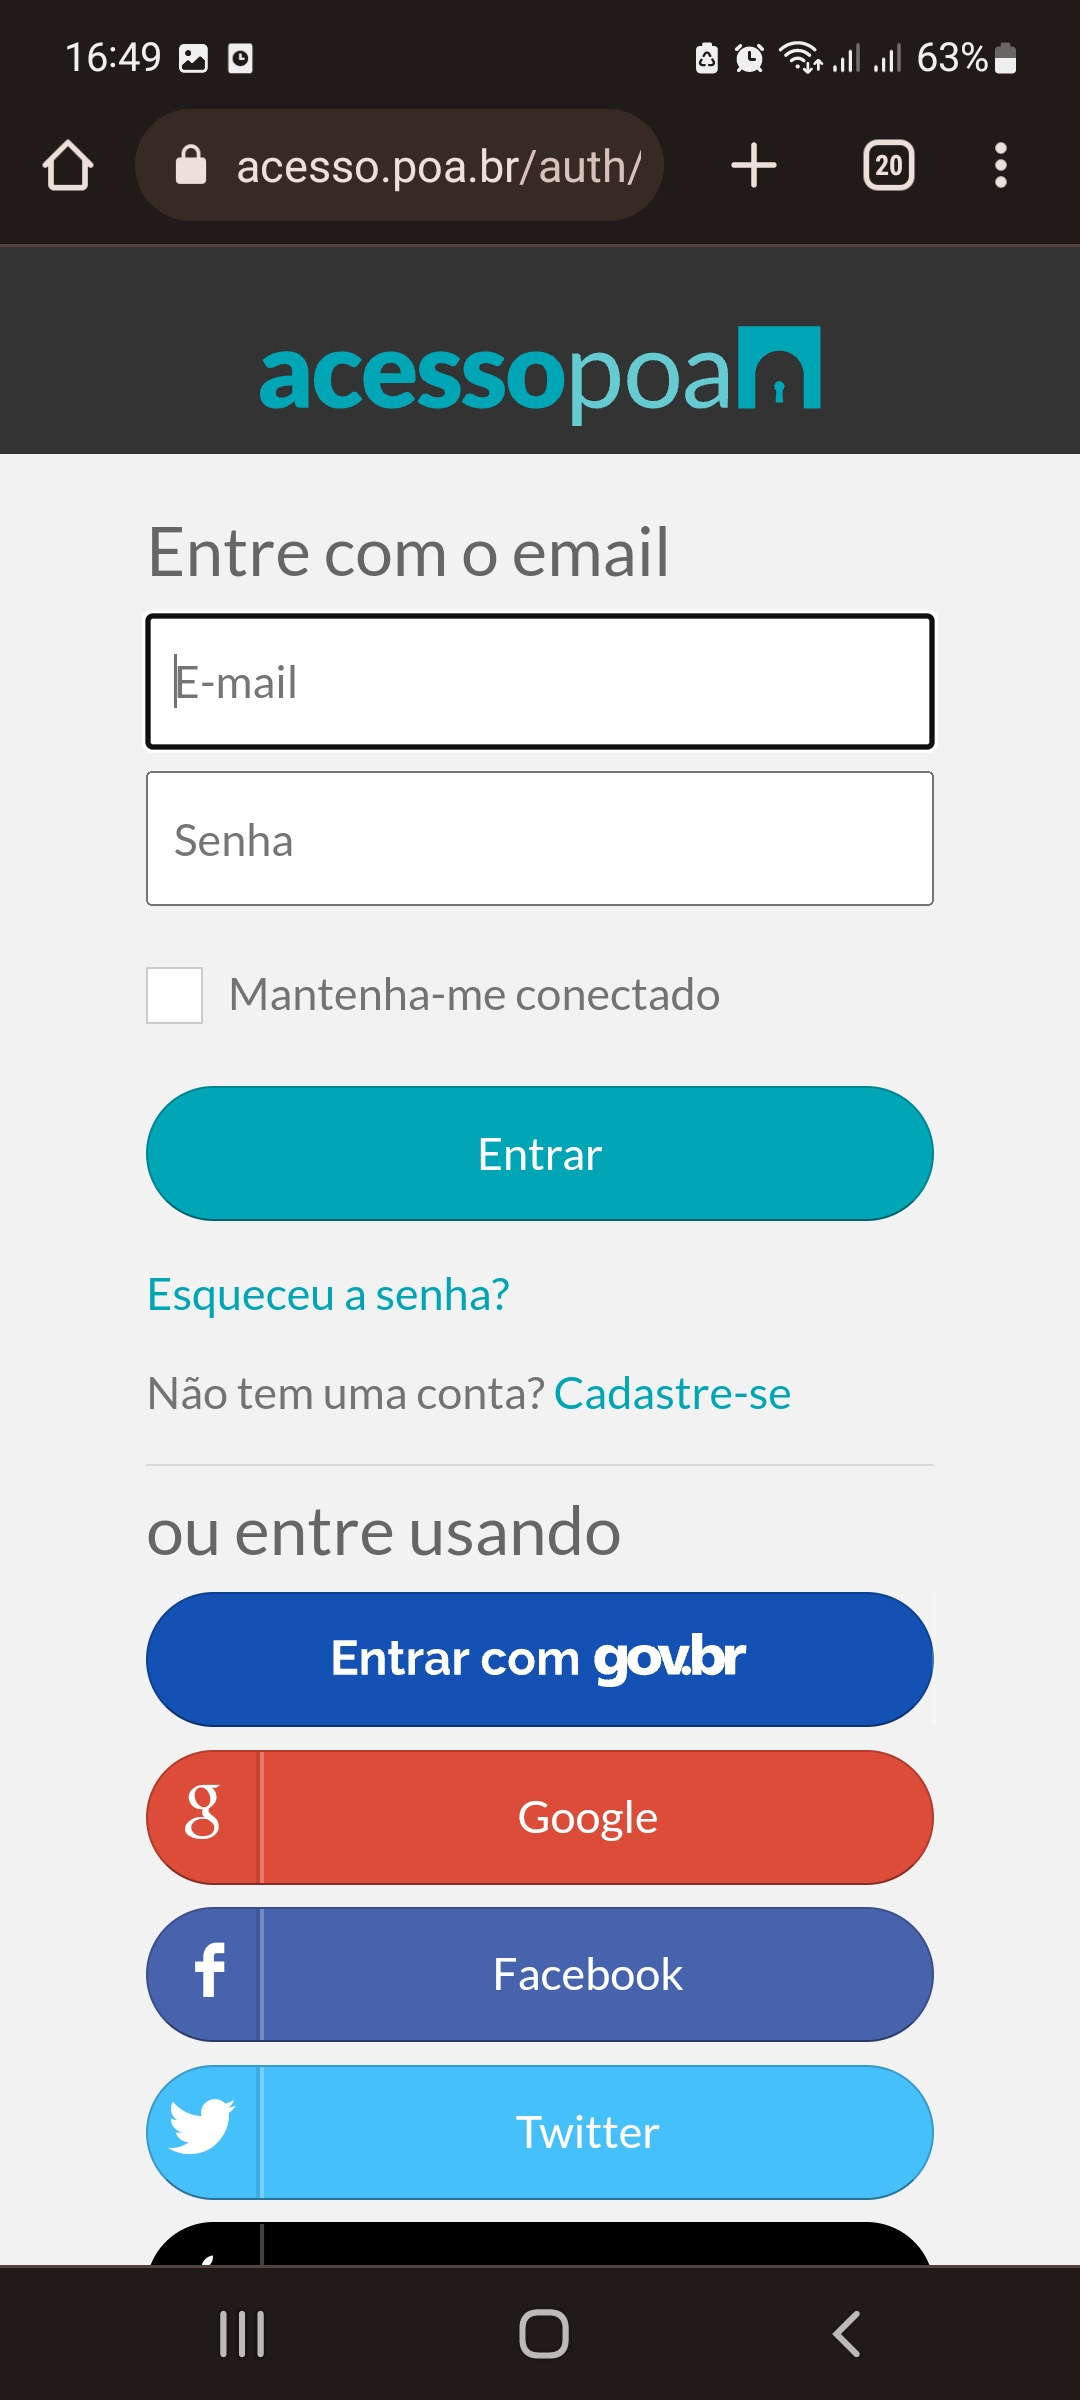 16:49
63%
acesso.poa.br/auth/
20
acessopoa
Entre com o email
E-mail
Senha
Mantenha-me conectado
Entrar
Esqueceu a senha?
Não tem uma conta? Cadastre-se
ou entre usando
Entrar com gov.br
g Google
f Facebook
Twitter